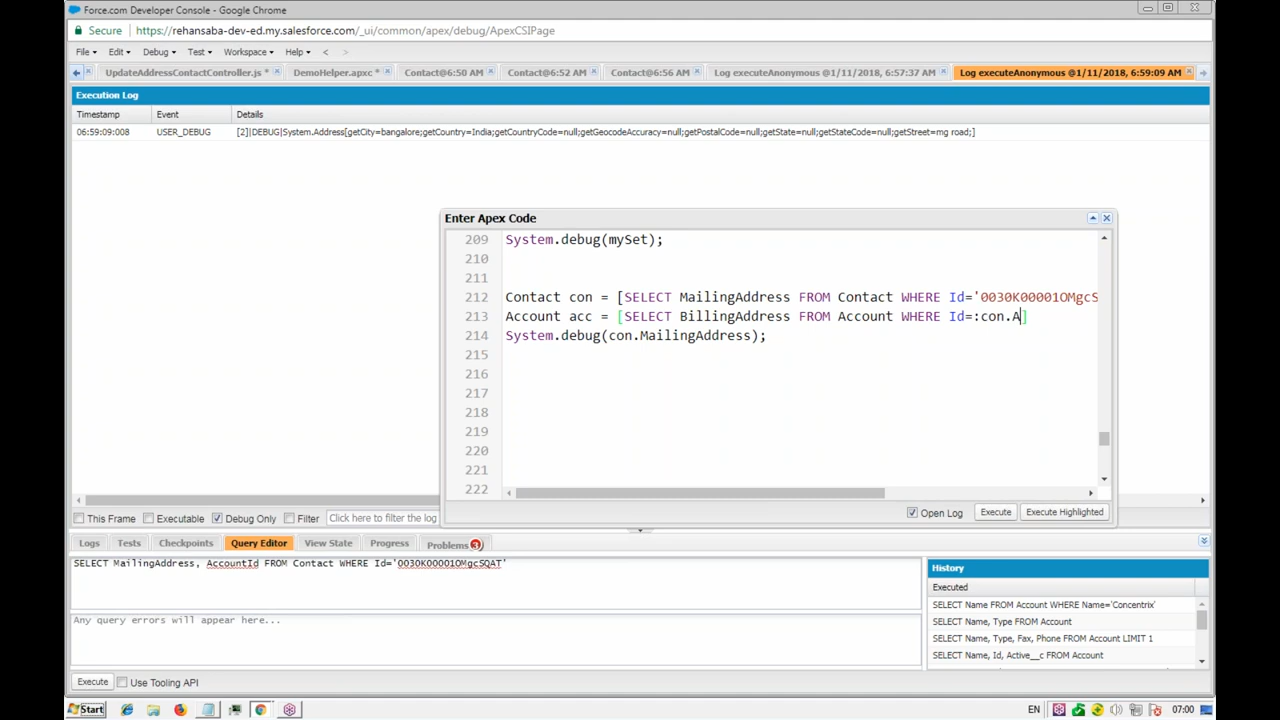 Force.com Developer Console - Google Chrome
Secure https://rehansaba-dev-ed.my.salesforce.com/_ui/common/apex/debug/ApexCSIPage
File Edit Debug Test Workspace Help < >
UpdateAddressContactController.js * DemoHelper.apxc * Contact@6:50 AM Contact@6:52 AM Contact@6:56 AM Log executeAnonymous @1/11/2018, 6:57:37 AM Log executeAnonymous @1/11/2018, 6:59:09 AM
Execution Log
Timestamp Event Details
06:59:09:008 USER_DEBUG [2]|DEBUG|System.Address[getCity=bangalore;getCountry=India;getCountryCode=null;getGeocodeAccuracy=null;getPostalCode=null;getState=null;getStateCode=null;getStreet=mg road;]
Enter Apex Code
209 System.debug(mySet);
210
211
212 Contact con = [SELECT MailingAddress FROM Contact WHERE Id='0030K00001OMgcS
213 Account acc = [SELECT BillingAddress FROM Account WHERE Id=:con.A]
214 System.debug(con.MailingAddress);
215
216
217
218
219
220
221
222
Open Log Execute Execute Highlighted
This Frame Executable Debug Only Filter Click here to filter the log
Logs Tests Checkpoints Query Editor View State Progress Problems 3
SELECT MailingAddress, AccountId FROM Contact WHERE Id='0030K00001OMgcSQAT'
Any query errors will appear here...
Execute Use Tooling API
History
Executed
SELECT Name FROM Account WHERE Name='Concentrix'
SELECT Name, Type FROM Account
SELECT Name, Type, Fax, Phone FROM Account LIMIT 1
SELECT Name, Id, Active__c FROM Account
Start EN 07:00